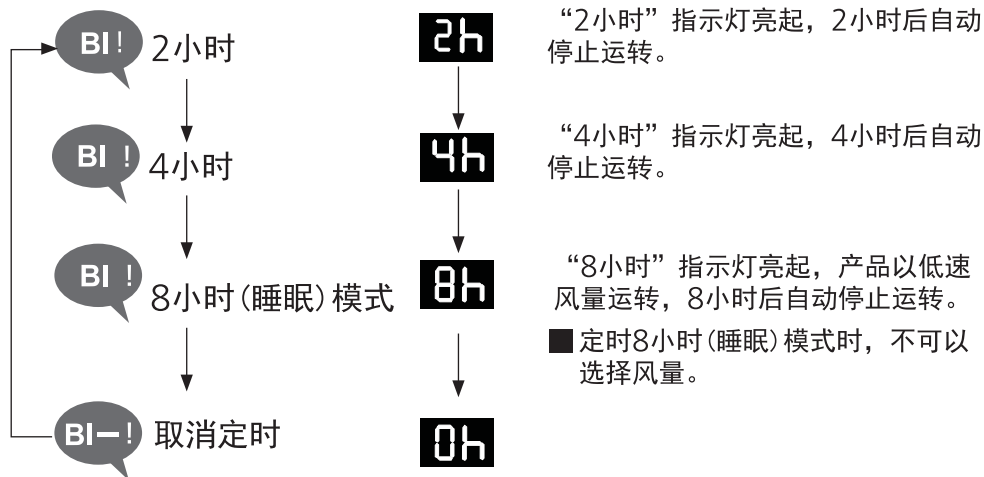 BI! 2小时
2h
“2小时”指示灯亮起，2小时后自动
停止运转。
BI! 4小时
4h
“4小时”指示灯亮起，4小时后自动
停止运转。
BI! 8小时(睡眠)模式
8h
“8小时”指示灯亮起，产品以低速
风量运转，8小时后自动停止运转。
■定时8小时(睡眠)模式时，不可以
选择风量。
BI—! 取消定时
0h